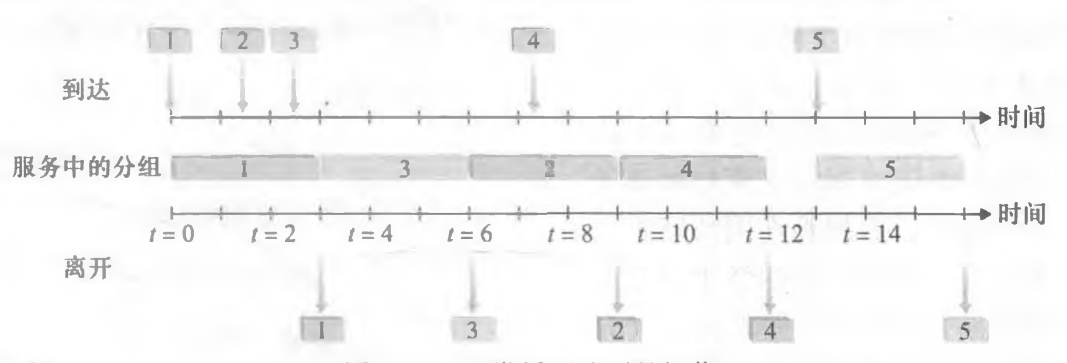 1 2 3 4 5
到达
时间
服务中的分组 1 3 2 4 5
时间
t = 0 t = 2 t = 4 t = 6 t = 8 t = 10 t = 12 t = 14
离开
1 3 2 4 5